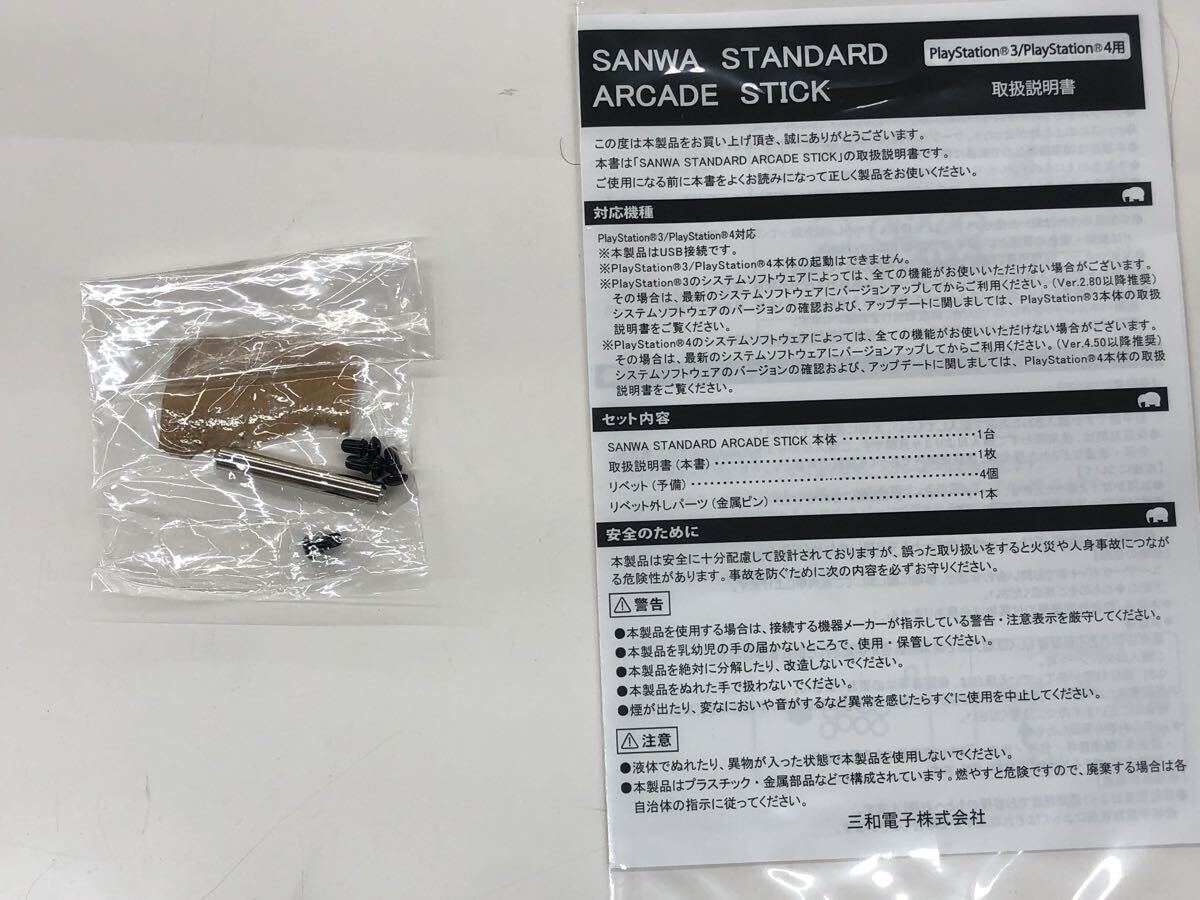 SANWA STANDARD
ARCADE STICK
PlayStation®3/PlayStation®4用
取扱説明書
この度は本製品をお買い上げ頂き、誠にありがとうございます。
本書は「SANWA STANDARD ARCADE STICK」の取扱説明書です。
ご使用になる前に本書をよくお読みになって正しく製品をお使いください。
対応機種
PlayStation®3/PlayStation®4対応
※本製品はUSB接続です。
※PlayStation®3/PlayStation®4本体の起動はできません。
※PlayStation®3のシステムソフトウェアによっては、全ての機能がお使いいただけない場合がございます。
その場合は、最新のシステムソフトウェアにバージョンアップしてからご利用ください。(Ver.2.80以降推奨)
システムソフトウェアのバージョンの確認および、アップデートに関しましては、PlayStation®3本体の取扱
説明書をご覧ください。
※PlayStation®4のシステムソフトウェアによっては、全ての機能がお使いいただけない場合がございます。
その場合は、最新のシステムソフトウェアにバージョンアップしてからご利用ください。(Ver.4.50以降推奨)
システムソフトウェアのバージョンの確認および、アップデートに関しましては、PlayStation®4本体の取扱
説明書をご覧ください。
セット内容
SANWA STANDARD ARCADE STICK 本体・・・・・・・・・・・・・・・・・・・・・1台
取扱説明書(本書)・・・・・・・・・・・・・・・・・・・・・・・・・・・・・・・・・・・・・・・・・1枚
リベット(予備)・・・・・・・・・・・・・・・・・・・・・・・・・・・・・・・・・・・・・・・・・・・・・4個
リベット外しパーツ(金属ピン)・・・・・・・・・・・・・・・・・・・・・・・・・・・・・・・・1本
安全のために
本製品は安全に十分配慮して設計されておりますが、誤った取り扱いをすると火災や人身事故につなが
る危険性があります。事故を防ぐために次の内容を必ずお守りください。
⚠警告
●本製品を使用する場合は、接続する機器メーカーが指示している警告・注意表示を厳守してください。
●本製品を乳幼児の手の届かないところで、使用・保管してください。
●本製品を絶対に分解したり、改造しないでください。
●本製品をぬれた手で扱わないでください。
●煙が出たり、変なにおいや音がするなど異常を感じたらすぐに使用を中止してください。
⚠注意
●液体でぬれたり、異物が入った状態で本製品を使用しないでください。
●本製品はプラスチック・金属部品などで構成されています。燃やすと危険ですので、廃棄する場合は各
自治体の指示に従ってください。
三和電子株式会社